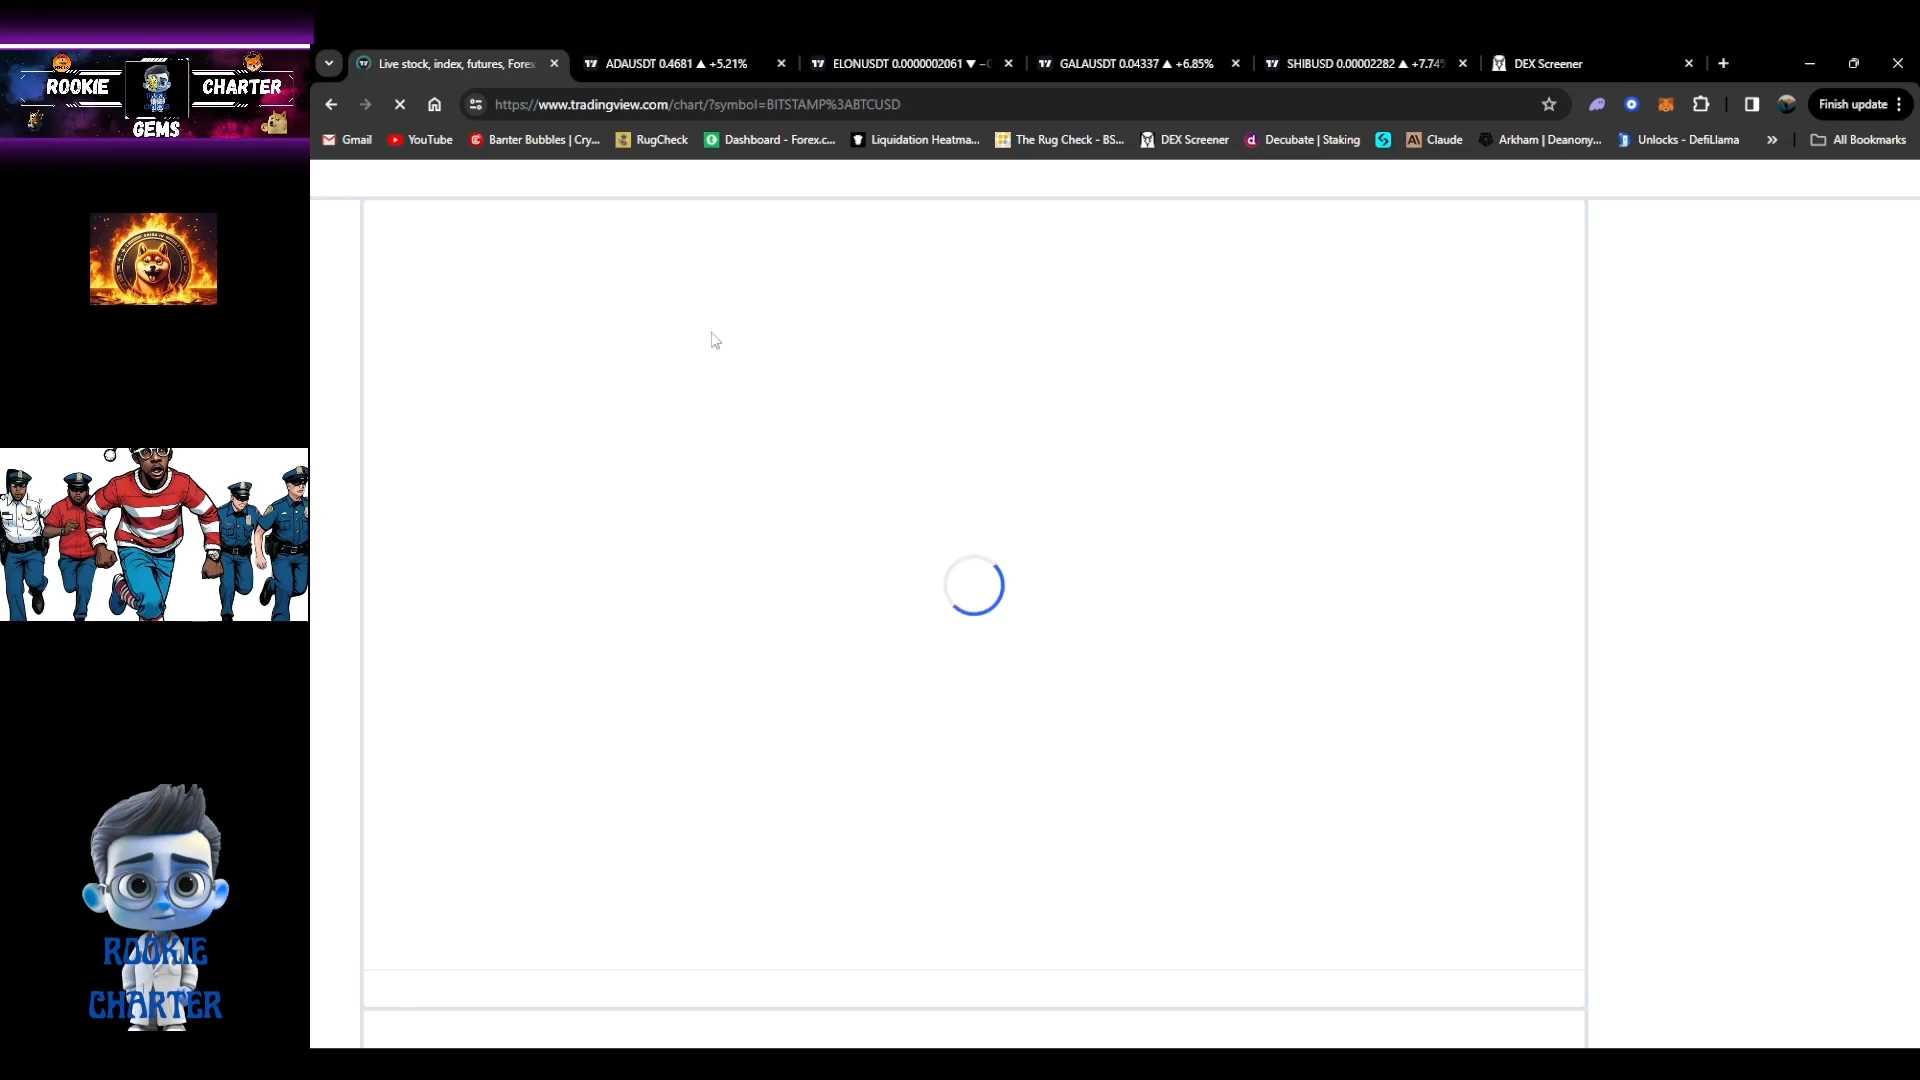 ROOKIE
CHARTER
GEMS
Live stock, index, futures, Forex
ADAUSDT 0.4681 ▲ +5.21%
ELONUSDT 0.0000002061 ▼
GALAUSDT 0.04337 ▲ +6.85%
SHIBUSD 0.00002282 ▲ +7.74%
DEX Screener
https://www.tradingview.com/chart/?symbol=BITSTAMP%3ABTCUSD
Finish update
Gmail
YouTube
Banter Bubbles | Cry...
RugCheck
Dashboard - Forex.c...
Liquidation Heatma...
The Rug Check - BS...
DEX Screener
Decubate | Staking
Claude
Arkham | Deanony...
Unlocks - DefiLlama
All Bookmarks
ROOKIE
CHARTER